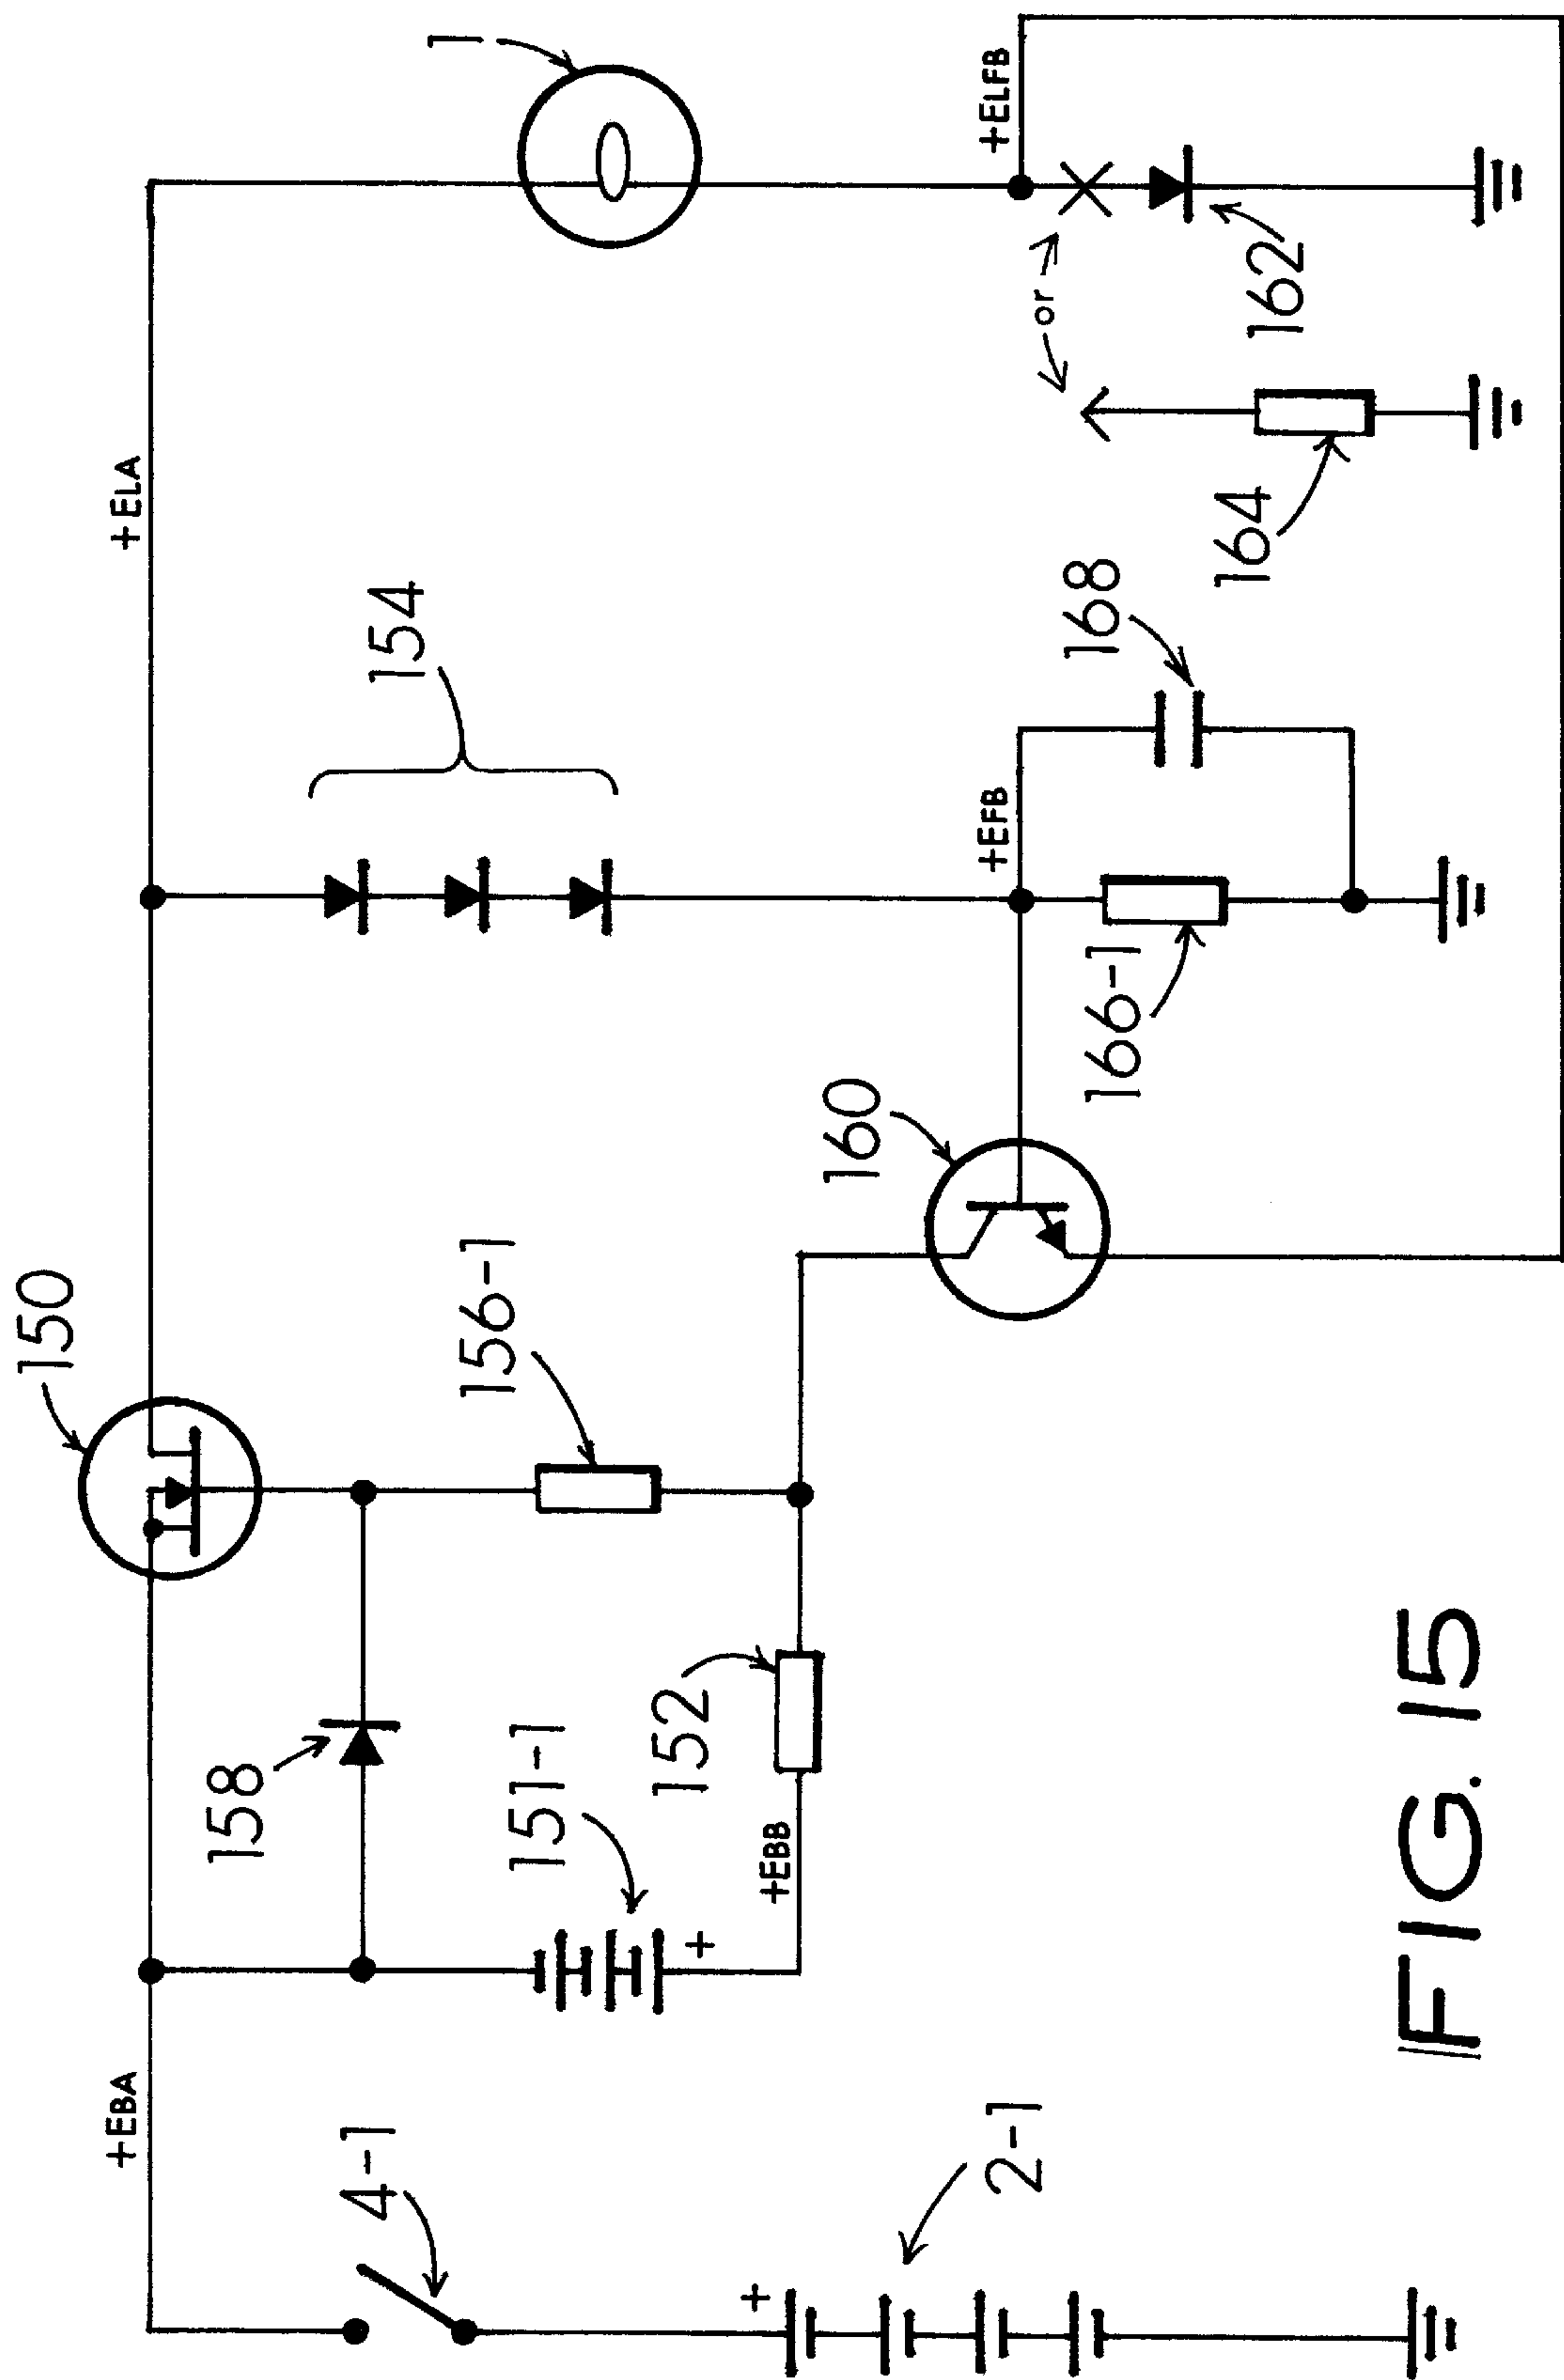 +EBA
+ELA
150
154
1
158
4-1
156-1
151-1
152
+EBB
160
+EFB
+ELFB
or
168
2-1
166-1
164
162
+
+
FIG. 15